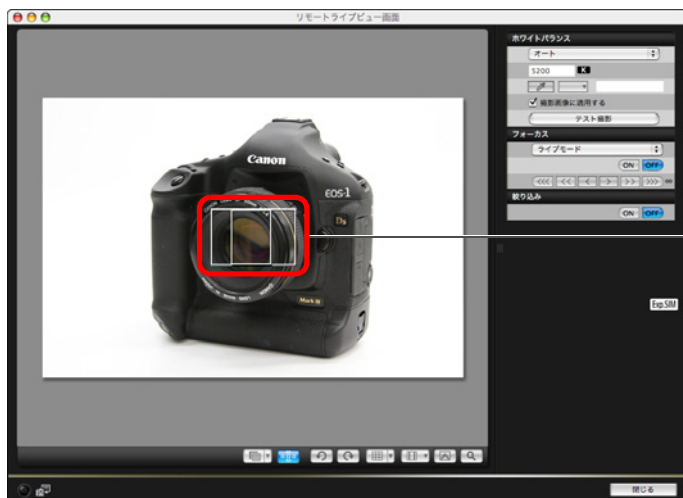 リモートライブビュー画面
ホワイトバランス
オート
5200 K
撮影画像に適用する
テスト撮影
フォーカス
ライブモード
ON OFF
<<< << < > >> >>> ∞
絞り込み
ON OFF
Canon
EOS-1
Ds
Mark III
Exp.SIM
閉じる